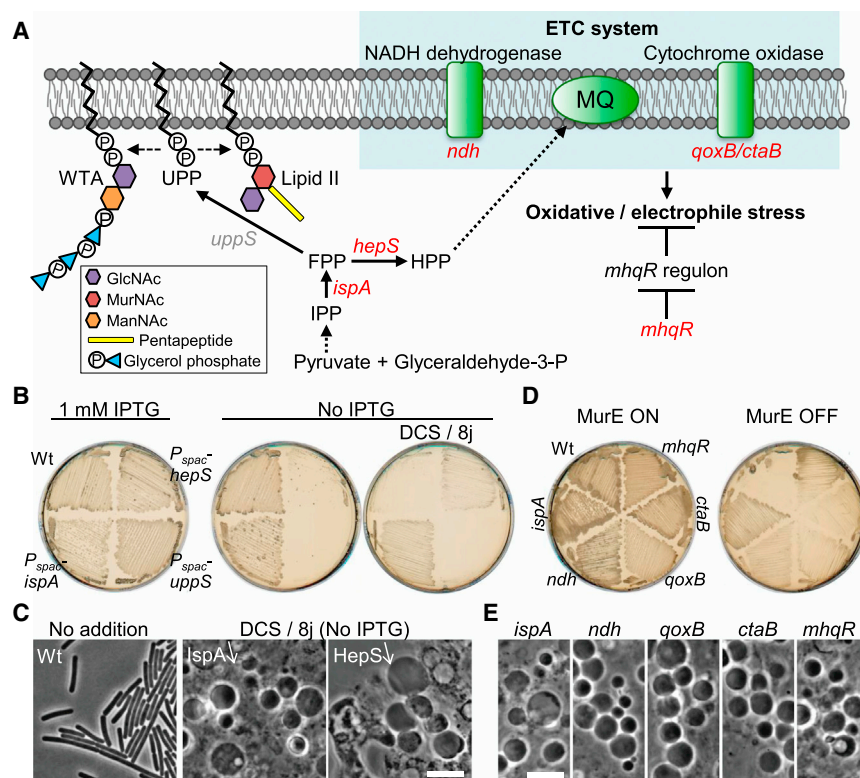 A
ETC system
NADH dehydrogenase
Cytochrome oxidase
MQ
ndh
qoxB/ctaB
P P P P
P P
WTA
UPP
Lipid II
Oxidative / electrophile stress
uppS
hepS
FPP
HPP
mhqR regulon
ispA
P
P
P
IPP
mhqR
GlcNAc
MurNAc
ManNAc
Pentapeptide
P Glycerol phosphate
Pyruvate + Glyceraldehyde-3-P
B
1 mM IPTG
No IPTG
DCS / 8j
Wt
Pspac-
hepS
Pspac-
ispA
Pspac-
uppS
D
MurE ON
MurE OFF
Wt
mhqR
ispA
ctaB
ndh
qoxB
C
No addition
DCS / 8j (No IPTG)
Wt
IspA
HepS
E
ispA
ndh
qoxB
ctaB
mhqR